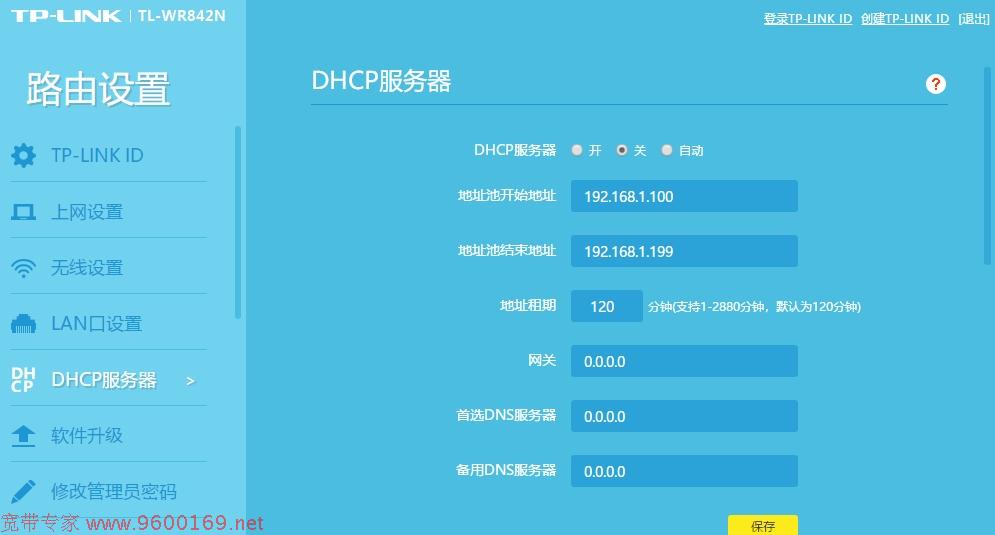 TP-LINK | TL-WR842N
登录TP-LINK ID 创建TP-LINK ID [退出]
路由设置
TP-LINK ID
上网设置
无线设置
LAN口设置
DHCP服务器 >
软件升级
修改管理员密码
DHCP服务器
?
DHCP服务器 开 关 自动
地址池开始地址 192.168.1.100
地址池结束地址 192.168.1.199
地址租期 120 分钟(支持1-2880分钟，默认为120分钟)
网关 0.0.0.0
首选DNS服务器 0.0.0.0
备用DNS服务器 0.0.0.0
保存
宽带专家 www.9600169.net